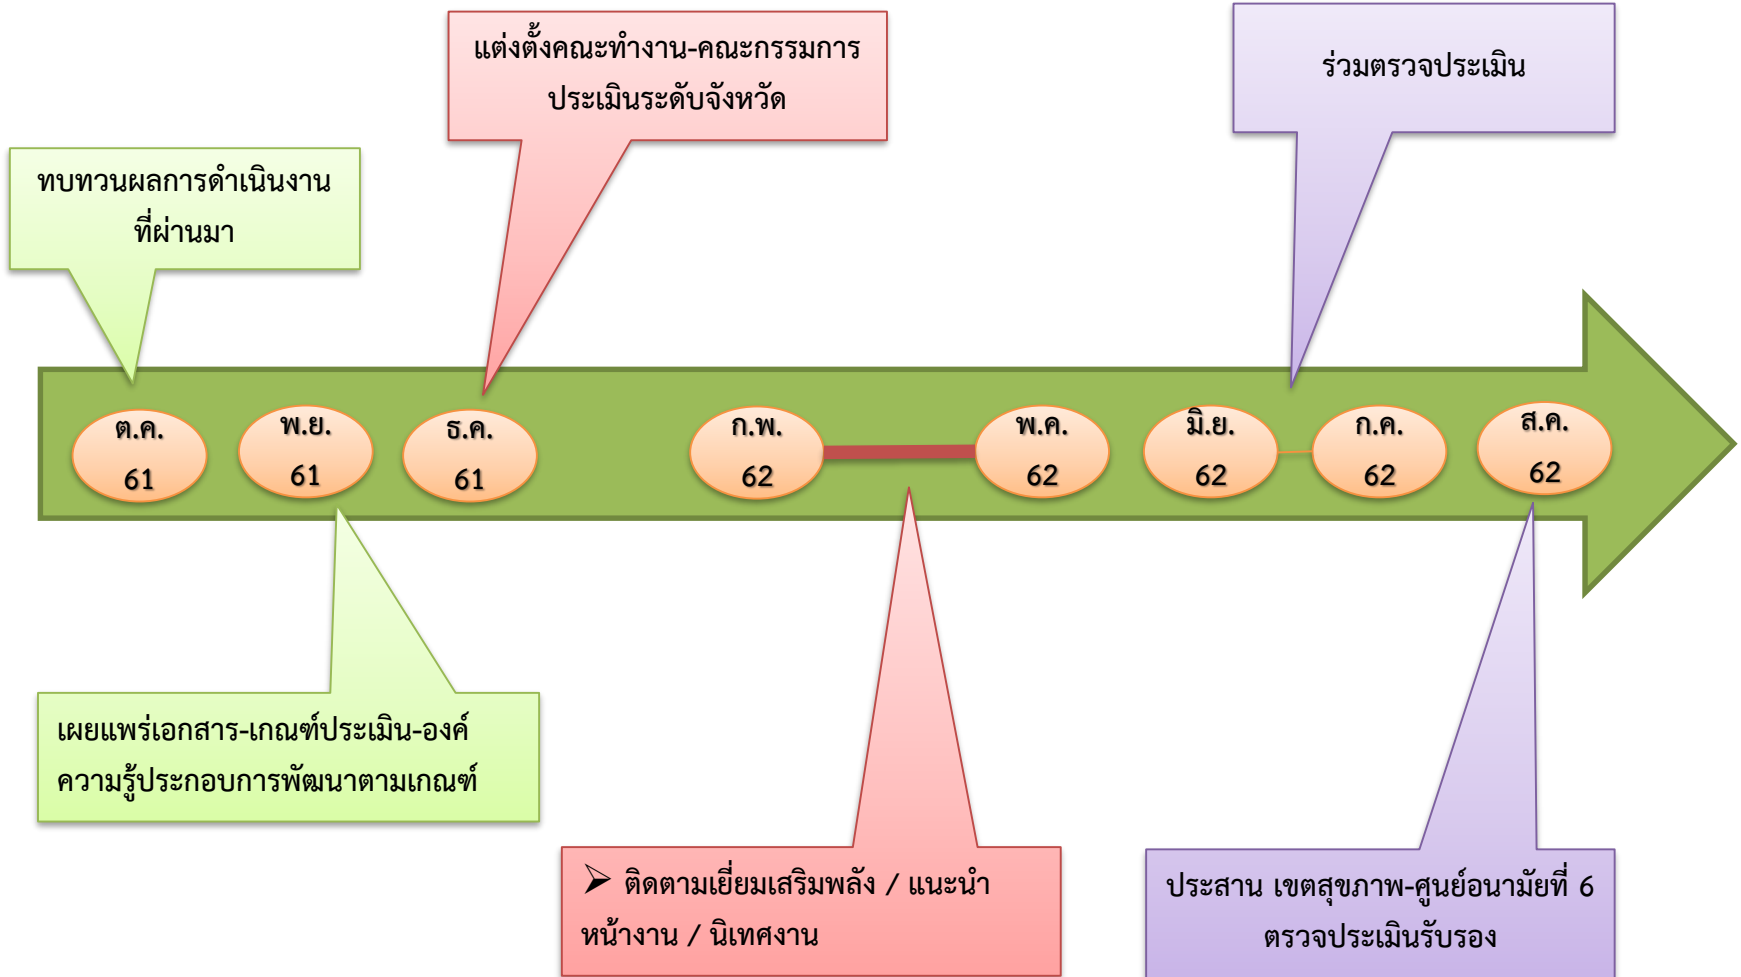 แต่งตั้งคณะทำงาน-คณะกรรมการ
ประเมินระดับจังหวัด
ร่วมตรวจประเมิน
ทบทวนผลการดำเนินงาน
ที่ผ่านมา
ต.ค.
61
พ.ย.
61
ธ.ค.
61
ก.พ.
62
พ.ค.
62
มิ.ย.
62
ก.ค.
62
ส.ค.
62
เผยแพร่เอกสาร-เกณฑ์ประเมิน-องค์
ความรู้ประกอบการพัฒนาตามเกณฑ์
➢ ติดตามเยี่ยมเสริมพลัง / แนะนำ
หน้างาน / นิเทศงาน
ประสาน เขตสุขภาพ-ศูนย์อนามัยที่ 6
ตรวจประเมินรับรอง